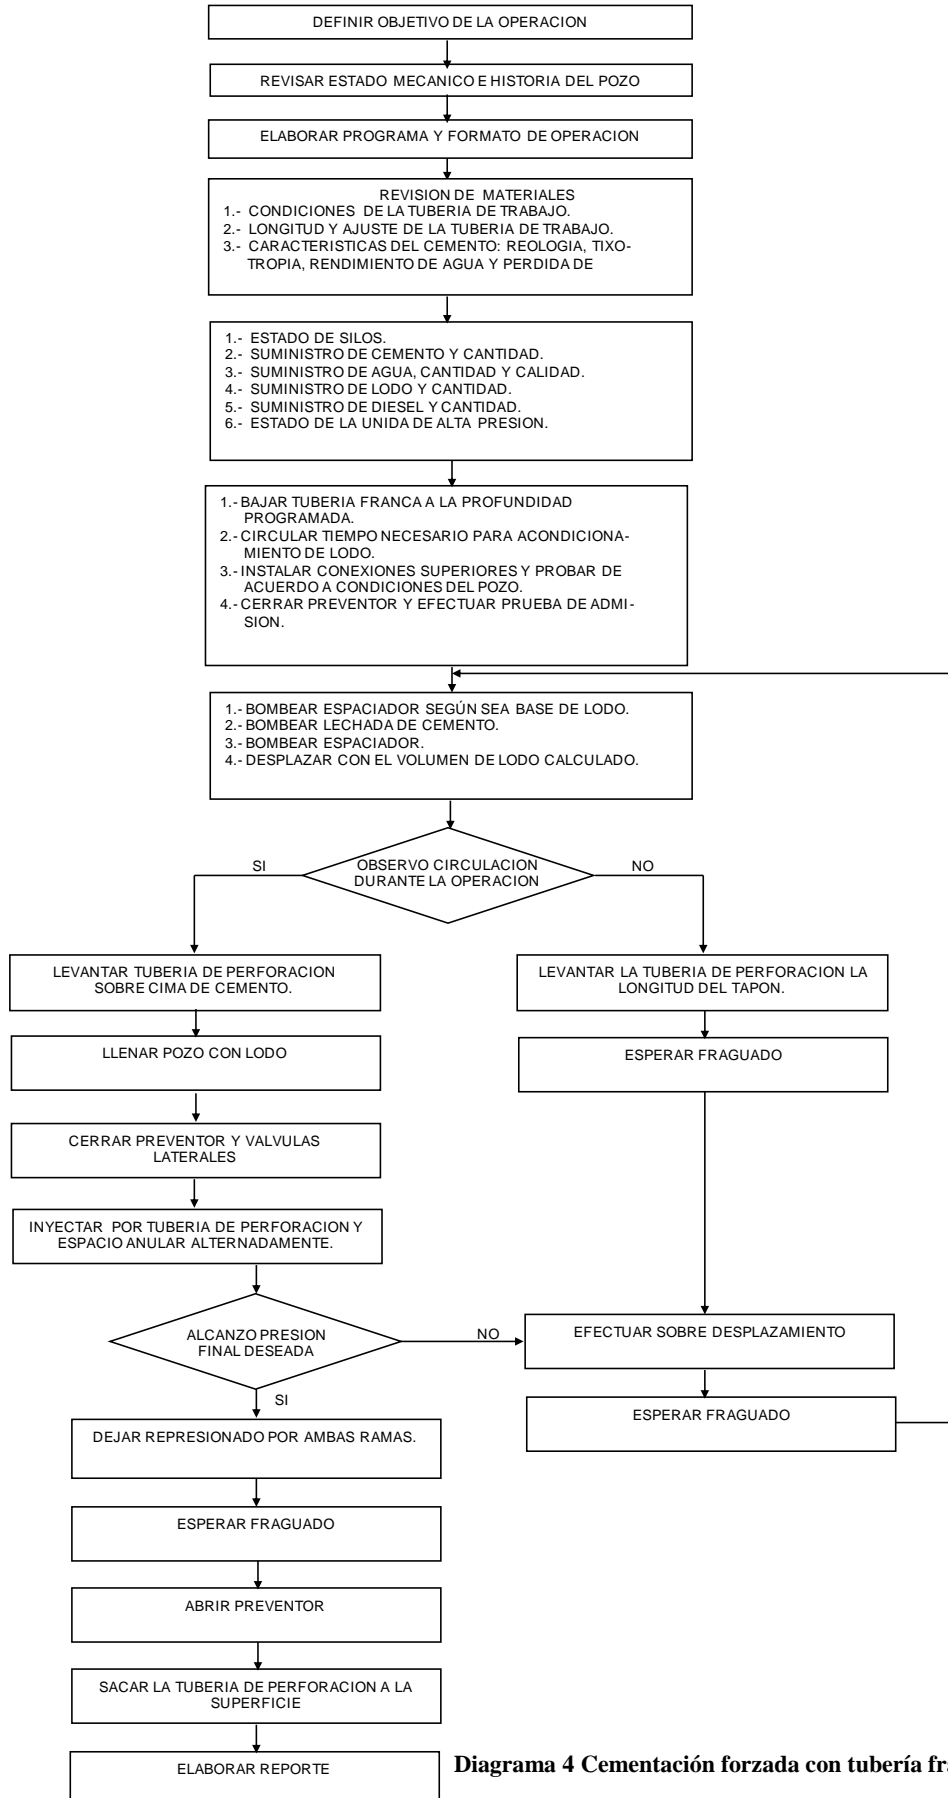 DEFINIR OBJETIVO DE LA OPERACION
REVISAR ESTADO MECANICO E HISTORIA DEL POZO
ELABORAR PROGRAMA Y FORMATO DE OPERACION
REVISION DE MATERIALES
1.- CONDICIONES DE LA TUBERIA DE TRABAJO.
2.- LONGITUD Y AJUSTE DE LA TUBERIA DE TRABAJO.
3.- CARACTERISTICAS DEL CEMENTO: REOLOGIA, TIXO-
TROPIA, RENDIMIENTO DE AGUA Y PERDIDA DE
1.- ESTADO DE SILOS.
2.- SUMINISTRO DE CEMENTO Y CANTIDAD.
3.- SUMINISTRO DE AGUA, CANTIDAD Y CALIDAD.
4.- SUMINISTRO DE LODO Y CANTIDAD.
5.- SUMINISTRO DE DIESEL Y CANTIDAD.
6.- ESTADO DE LA UNIDA DE ALTA PRESION.
1.- BAJAR TUBERIA FRANCA A LA PROFUNDIDAD
PROGRAMADA.
2.- CIRCULAR TIEMPO NECESARIO PARA ACONDICIONA-
MIENTO DE LODO.
3.- INSTALAR CONEXIONES SUPERIORES Y PROBAR DE
ACUERDO A CONDICIONES DEL POZO.
4.- CERRAR PREVENTOR Y EFECTUAR PRUEBA DE ADMI-
SION.
1.- BOMBEAR ESPACIADOR SEGÚN SEA BASE DE LODO.
2.- BOMBEAR LECHADA DE CEMENTO.
3.- BOMBEAR ESPACIADOR.
4.- DESPLAZAR CON EL VOLUMEN DE LODO CALCULADO.
OBSERVO CIRCULACION
DURANTE LA OPERACION
SI
NO
LEVANTAR TUBERIA DE PERFORACION
SOBRE CIMA DE CEMENTO.
LEVANTAR LA TUBERIA DE PERFORACION LA
LONGITUD DEL TAPON.
LLENAR POZO CON LODO
ESPERAR FRAGUADO
CERRAR PREVENTOR Y VALVULAS
LATERALES
INYECTAR POR TUBERIA DE PERFORACION Y
ESPACIO ANULAR ALTERNADAMENTE.
ALCANZO PRESION
FINAL DESEADA
NO
EFECTUAR SOBRE DESPLAZAMIENTO
SI
ESPERAR FRAGUADO
DEJAR REPRESIONADO POR AMBAS RAMAS.
ESPERAR FRAGUADO
ABRIR PREVENTOR
SACAR LA TUBERIA DE PERFORACION A LA
SUPERFICIE
ELABORAR REPORTE
Diagrama 4 Cementación forzada con tubería